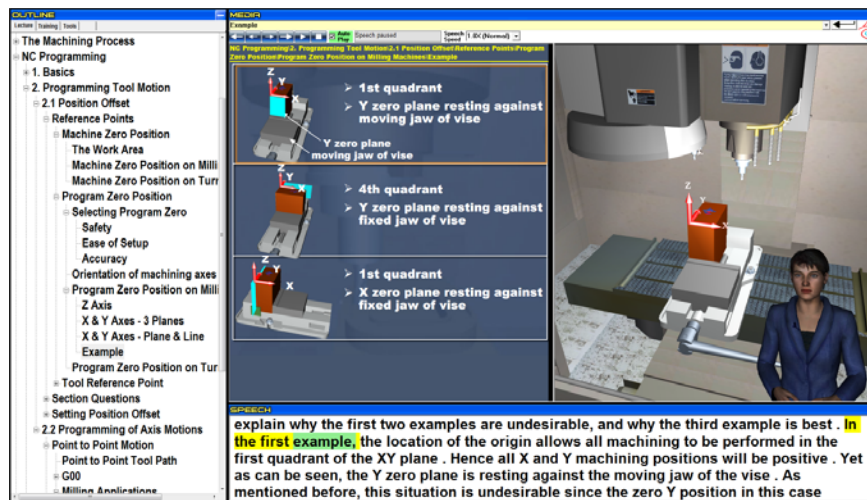 OUTLINE
Lecture Training Tools
The Machining Process
NC Programming
1. Basics
2. Programming Tool Motion
2.1 Position Offset
Reference Points
Machine Zero Position
The Work Area
Machine Zero Position on Milli
Machine Zero Position on Turr
Program Zero Position
Selecting Program Zero
Safety
Ease of Setup
Accuracy
Orientation of machining axes
Program Zero Position on Milli
Z Axis
X & Y Axes - 3 Planes
X & Y Axes - Plane & Line
Example
Program Zero Position on Tur
Tool Reference Point
Section Questions
Setting Position Offset
2.2 Programming of Axis Motions
Point to Point Motion
Point to Point Tool Path
G00
Milling Applications
MEDIA
Example
Auto Play Speech paused Speech Speed 1.0X (Normal)
NC Programming\2. Programming Tool Motion\2.1 Position Offset\Reference Points\Program
Zero Position\Program Zero Position on Milling Machines\Example
Z Y X
1st quadrant
Y zero plane resting against
moving jaw of vise
Y zero plane
moving jaw of vise
Z Y X
4th quadrant
Y zero plane resting against
fixed jaw of vise
Z Y X
1st quadrant
X zero plane resting against
fixed jaw of vise
Z Y X
SPEECH
explain why the first two examples are undesirable, and why the third example is best . In
the first example, the location of the origin allows all machining to be performed in the
first quadrant of the XY plane . Hence all X and Y machining positions will be positive . Yet
as can be seen, the Y zero plane is resting against the moving jaw of the vise . As
mentioned before, this situation is undesirable since the zero Y position in this case